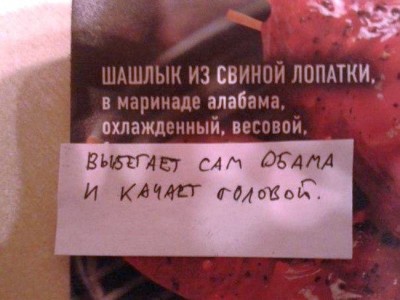 ШАШЛЫК ИЗ СВИНОЙ ЛОПАТКИ,
в маринаде алабама,
охлажденный, весовой,
ВЫБЕГАЕТ САМ ОБАМА
И КАЧАЕТ ГОЛОВОЙ.